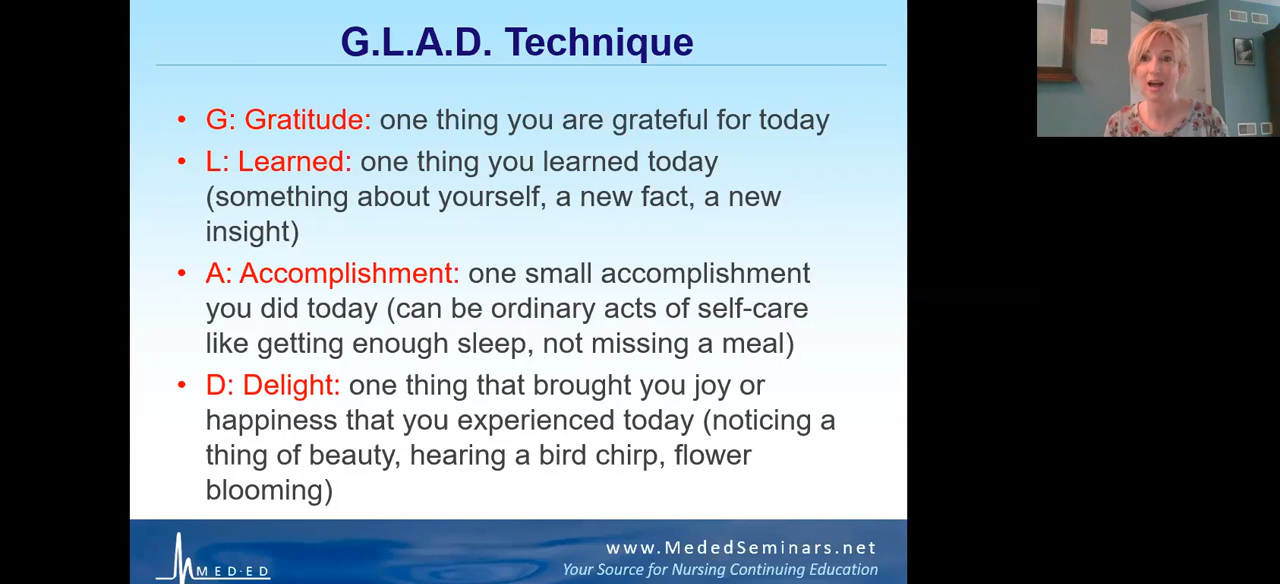 G.L.A.D. Technique
• G: Gratitude: one thing you are grateful for today
• L: Learned: one thing you learned today
(something about yourself, a new fact, a new
insight)
• A: Accomplishment: one small accomplishment
you did today (can be ordinary acts of self-care
like getting enough sleep, not missing a meal)
• D: Delight: one thing that brought you joy or
happiness that you experienced today (noticing a
thing of beauty, hearing a bird chirp, flower
blooming)
MED·ED
www.MededSeminars.net
Your Source for Nursing Continuing Education